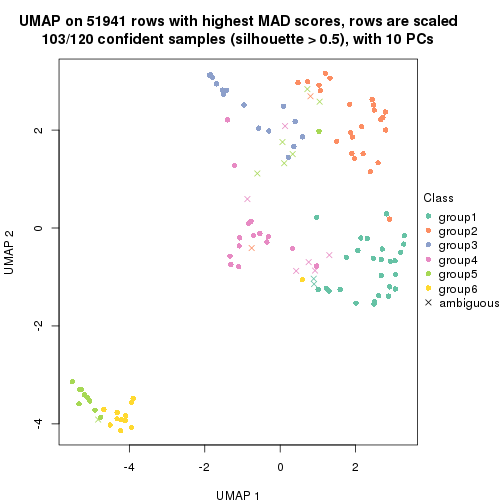 UMAP on 51941 rows with highest MAD scores, rows are scaled
103/120 confident samples (silhouette > 0.5), with 10 PCs
Class
group1
group2
group3
group4
group5
group6
ambiguous
2
0
-2
-4
UMAP 2
-4
-2
0
2
UMAP 1